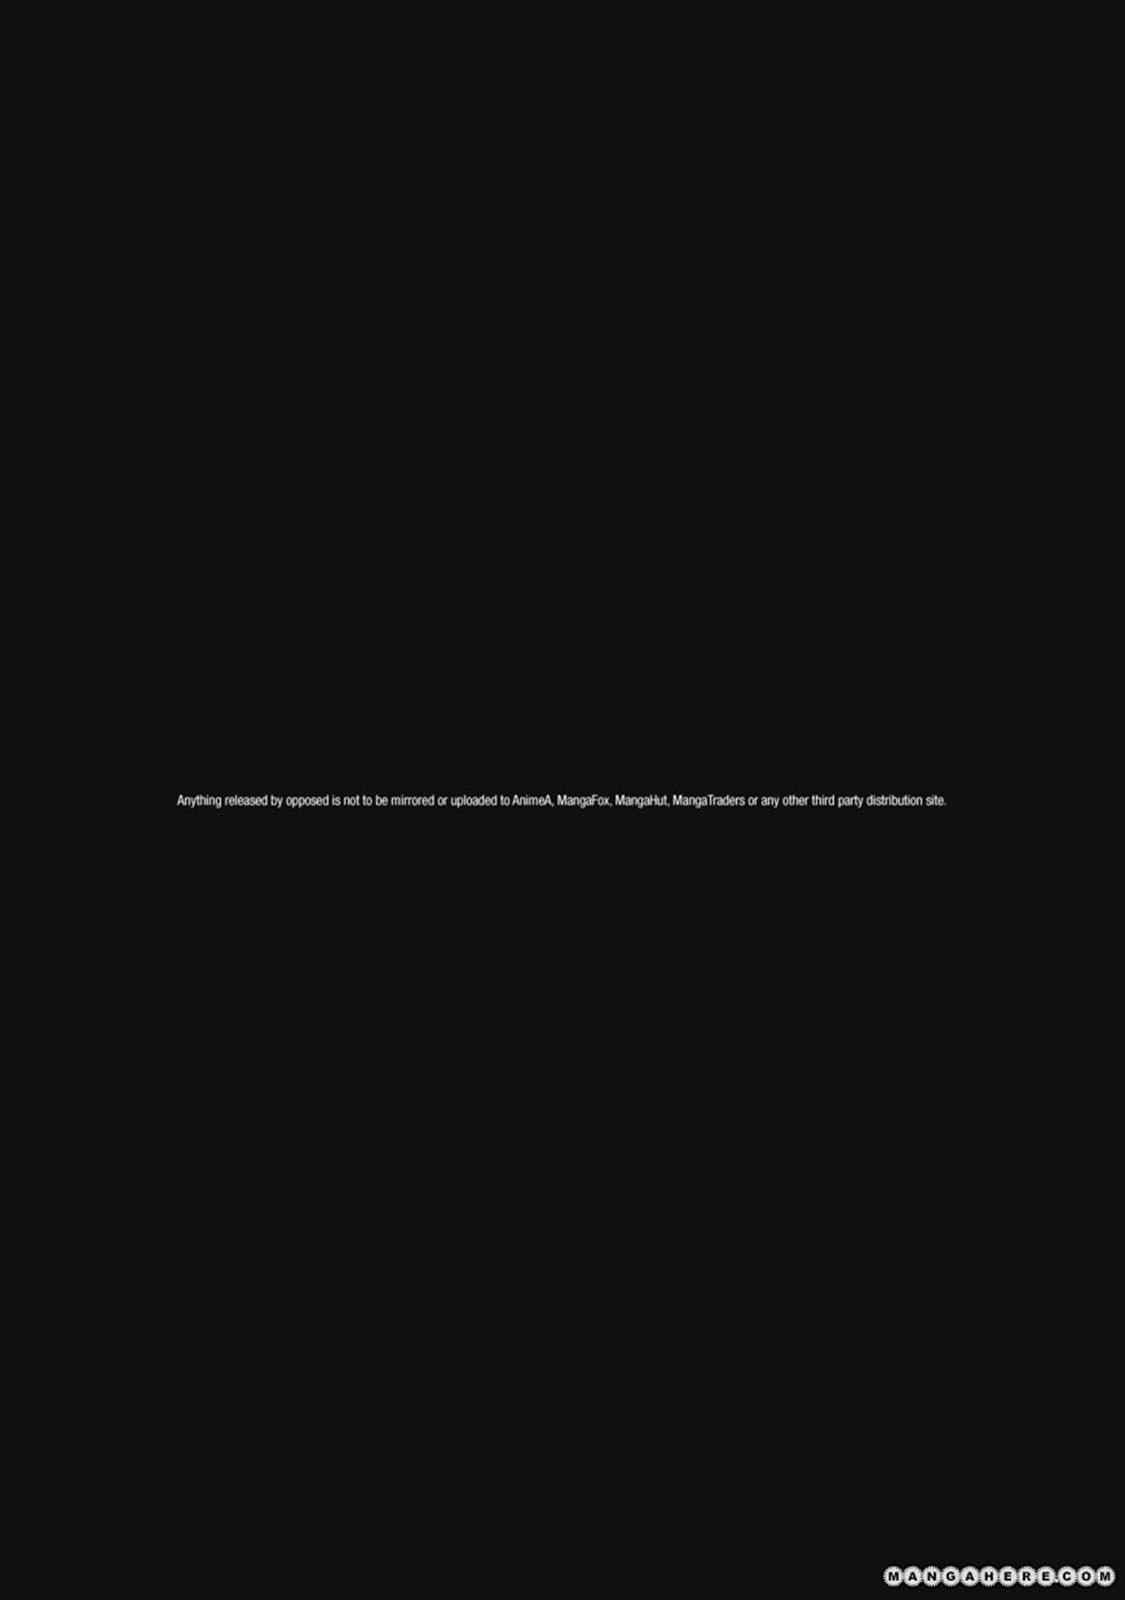 Anything released by opposed is not to be mirrored or uploaded to AnimeA, MangaFox, MangaHut, MangaTraders or any other third party distribution site.
MANGAHERE.COM